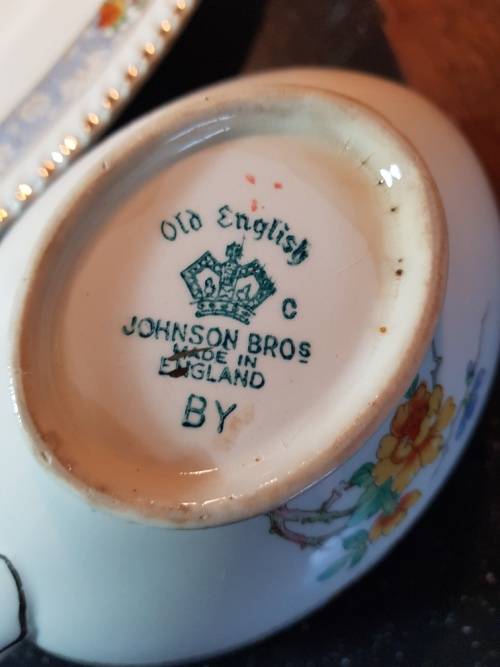 Old English
C
JOHNSON BROS
MADE IN
ENGLAND
BY